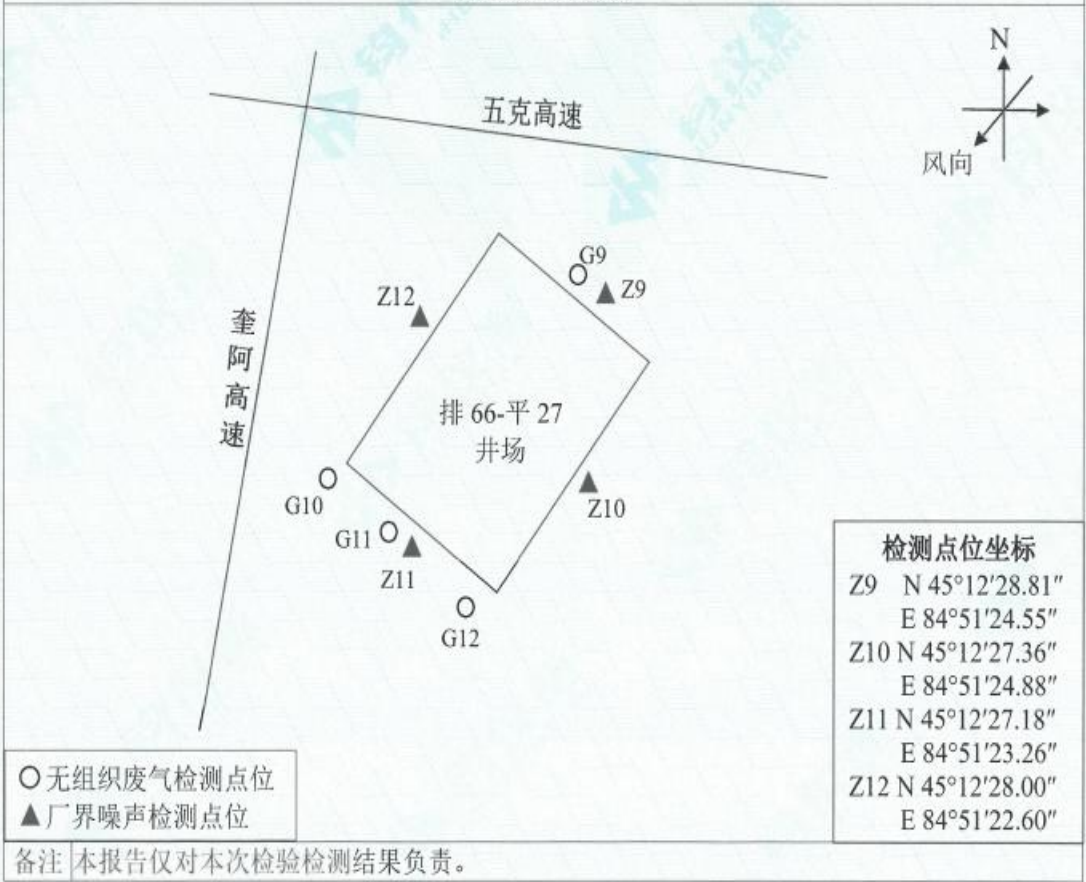 N
五克高速
风向
G9
Z9
Z12
奎阿高速
排 66-平 27
井场
G10
Z10
G11
Z11
G12
检测点位坐标
Z9 N 45°12′28.81″
E 84°51′24.55″
Z10 N 45°12′27.36″
E 84°51′24.88″
Z11 N 45°12′27.18″
E 84°51′23.26″
Z12 N 45°12′28.00″
E 84°51′22.60″
无组织废气检测点位
厂界噪声检测点位
备注 本报告仅对本次检验检测结果负责。